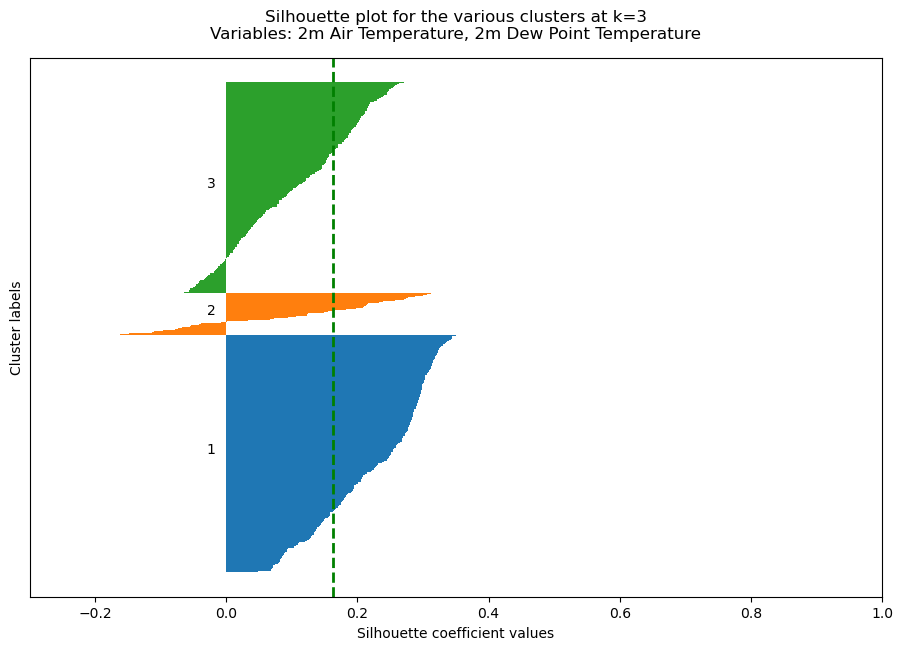 Silhouette plot for the various clusters at k=3
Variables: 2m Air Temperature, 2m Dew Point Temperature
3
2
1
Cluster labels
−0.2
0.0
0.2
0.4
0.6
0.8
1.0
Silhouette coefficient values